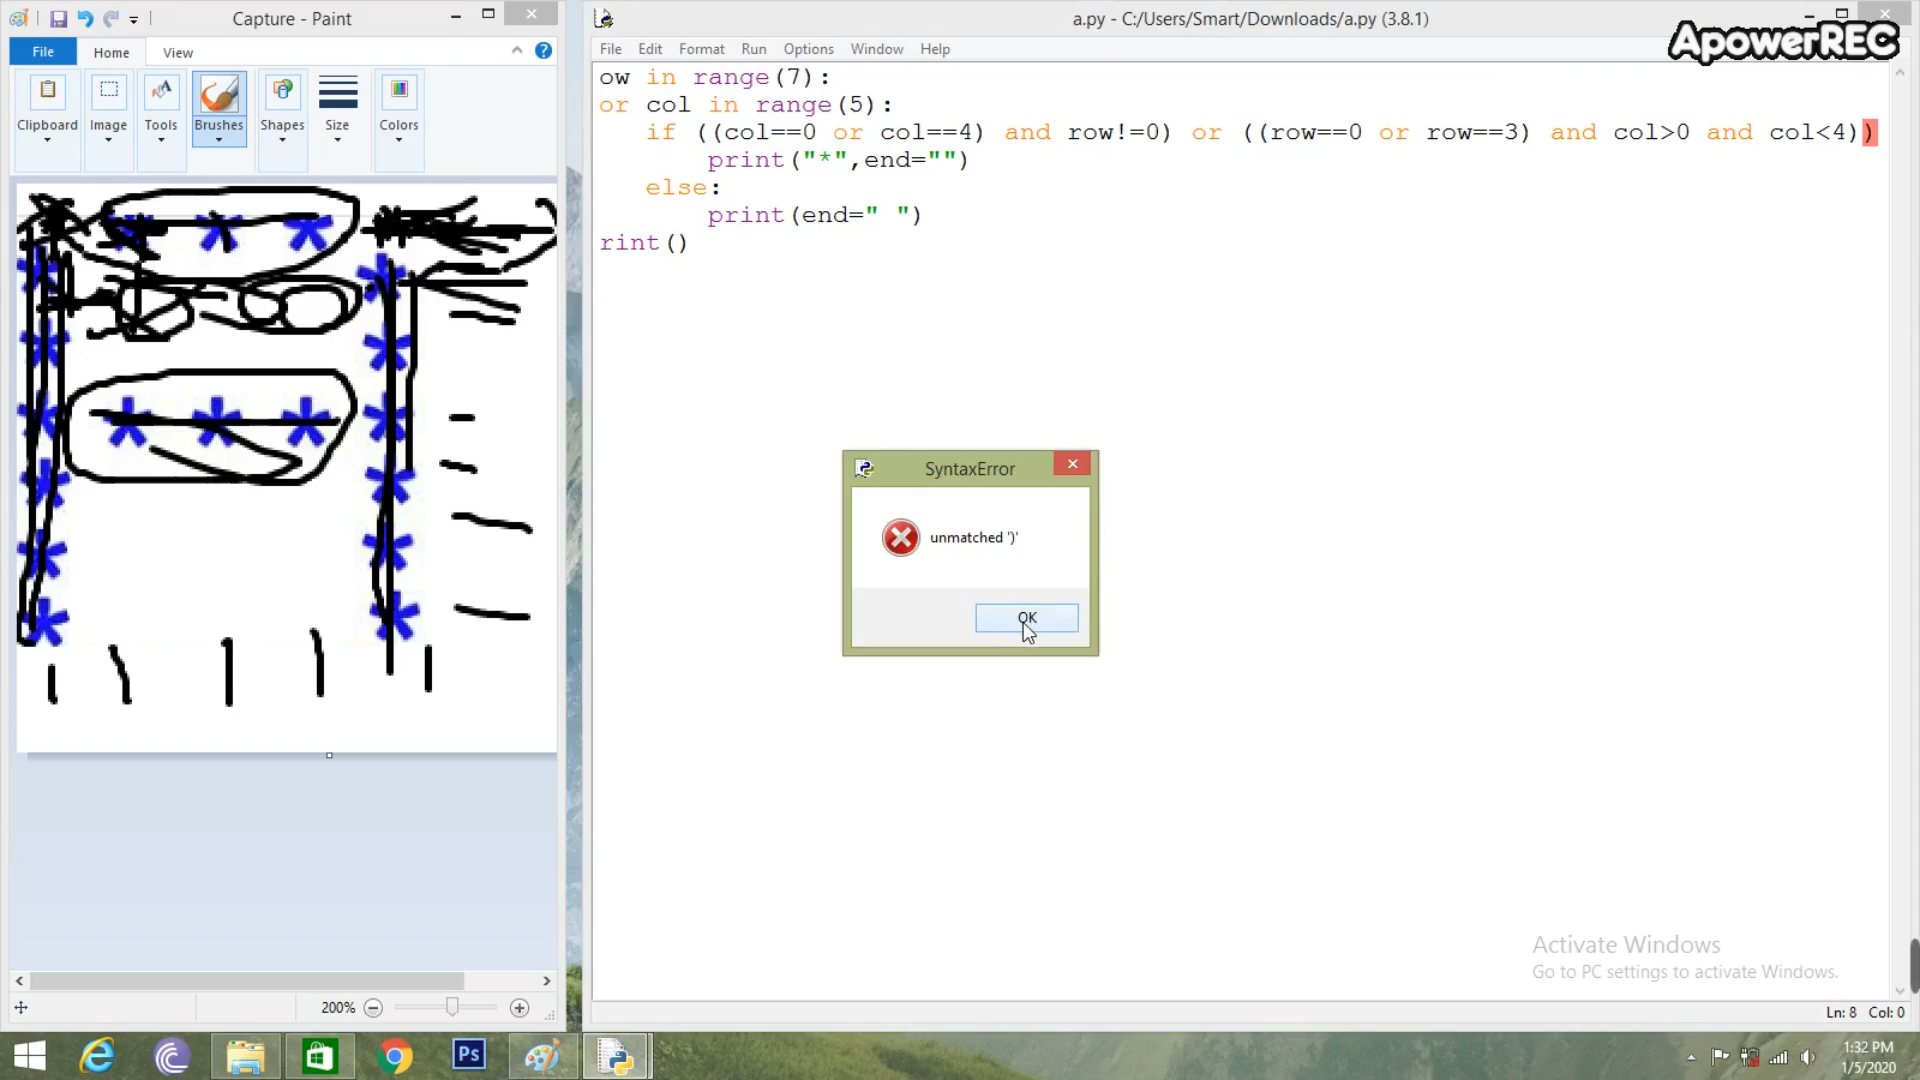 Capture - Paint
File
Home
View
Clipboard
Image
Tools
Brushes
Shapes
Size
Colors
200%
a.py - C:/Users/Smart/Downloads/a.py (3.8.1)
ApowerREC
File Edit Format Run Options Window Help
ow in range(7):
or col in range(5):
if ((col==0 or col==4) and row!=0) or ((row==0 or row==3) and col>0 and col<4))
print("*",end="")
else:
print(end=" ")
rint()
SyntaxError
unmatched ')'
OK
Activate Windows
Go to PC settings to activate Windows.
Ln: 8 Col: 0
Ps
1:32 PM
1/5/2020